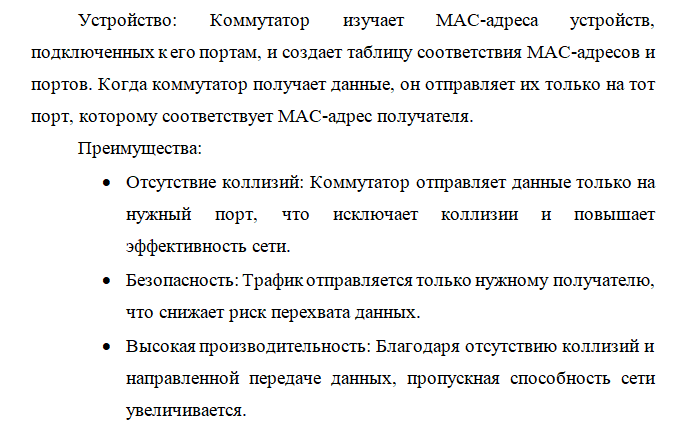 Устройство: Коммутатор изучает MAC-адреса устройств,
подключенных к его портам, и создает таблицу соответствия MAC-адресов и
портов. Когда коммутатор получает данные, он отправляет их только на тот
порт, которому соответствует MAC-адрес получателя.
Преимущества:
• Отсутствие коллизий: Коммутатор отправляет данные только на
нужный порт, что исключает коллизии и повышает
эффективность сети.
• Безопасность: Трафик отправляется только нужному получателю,
что снижает риск перехвата данных.
• Высокая производительность: Благодаря отсутствию коллизий и
направленной передаче данных, пропускная способность сети
увеличивается.